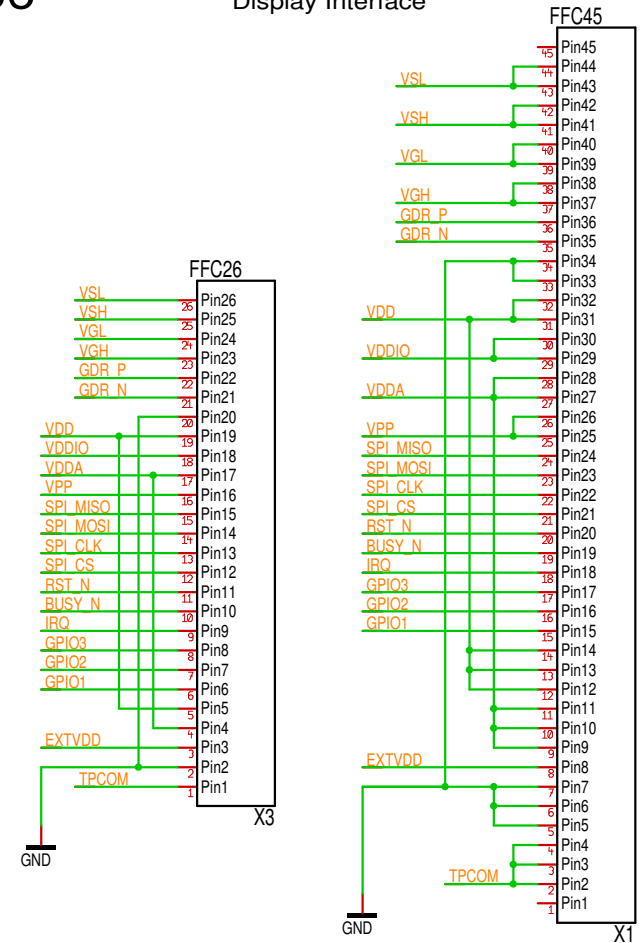 Display Interface
FFC45
Pin45
45
Pin44
44
VSL
Pin43
43
Pin42
42
VSH
Pin41
41
Pin40
40
VGL
Pin39
39
Pin38
38
VGH
Pin37
37
GDR_P
Pin36
36
GDR_N
Pin35
35
Pin34
34
Pin33
33
Pin32
32
VDD
Pin31
31
Pin30
30
VDDIO
Pin29
29
Pin28
28
VDDA
Pin27
27
Pin26
26
VPP
Pin25
25
SPI_MISO
Pin24
24
SPI_MOSI
Pin23
23
SPI_CLK
Pin22
22
SPI_CS
Pin21
21
RST_N
Pin20
20
BUSY_N
Pin19
19
IRQ
Pin18
18
GPIO3
Pin17
17
GPIO2
Pin16
16
GPIO1
Pin15
15
Pin14
14
Pin13
13
Pin12
12
Pin11
11
Pin10
10
Pin9
9
EXTVDD
Pin8
8
Pin7
7
Pin6
6
Pin5
5
Pin4
4
Pin3
3
TPCOM
Pin2
2
Pin1
1
GND
X1
FFC26
VSL
Pin26
26
VSH
Pin25
25
VGL
Pin24
24
VGH
Pin23
23
GDR_P
Pin22
22
GDR_N
Pin21
21
Pin20
20
VDD
Pin19
19
VDDIO
Pin18
18
VDDA
Pin17
17
VPP
Pin16
16
SPI_MISO
Pin15
15
SPI_MOSI
Pin14
14
SPI_CLK
Pin13
13
SPI_CS
Pin12
12
RST_N
Pin11
11
BUSY_N
Pin10
10
IRQ
Pin9
9
GPIO3
Pin8
8
GPIO2
Pin7
7
GPIO1
Pin6
6
Pin5
5
Pin4
4
EXTVDD
Pin3
3
Pin2
2
TPCOM
Pin1
1
X3
GND